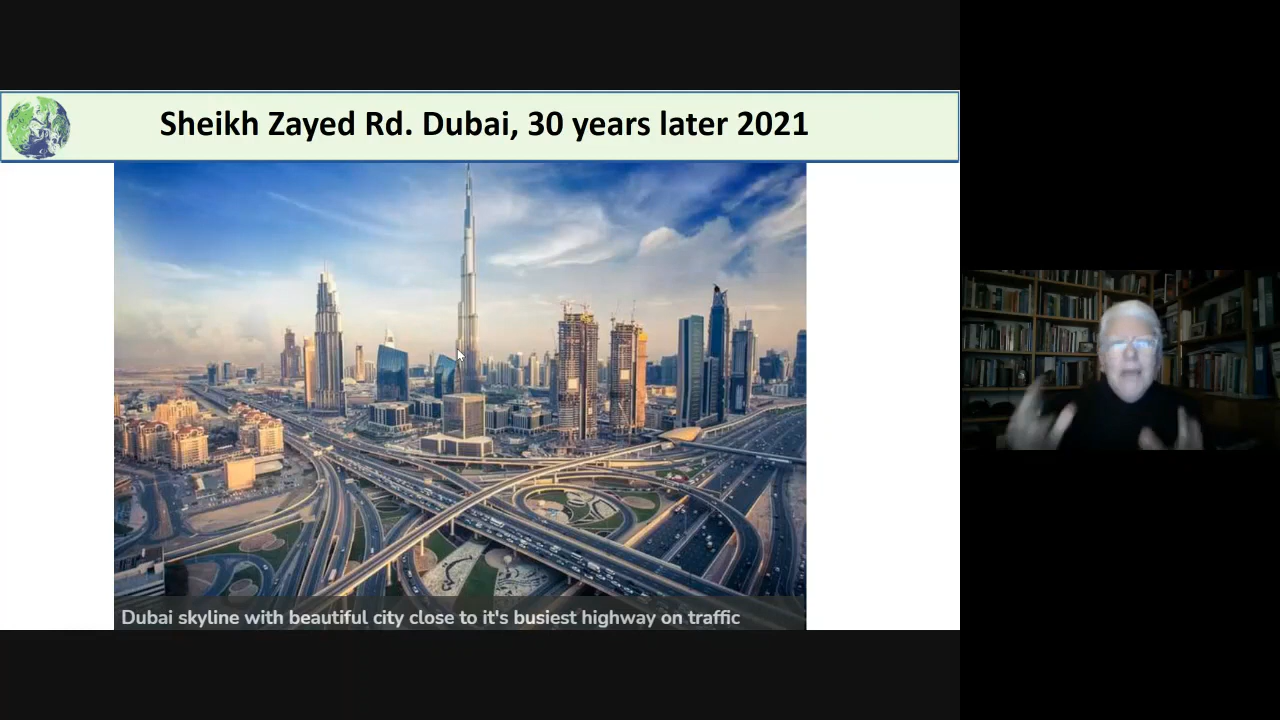 Sheikh Zayed Rd. Dubai, 30 years later 2021
Dubai skyline with beautiful city close to it's busiest highway on traffic